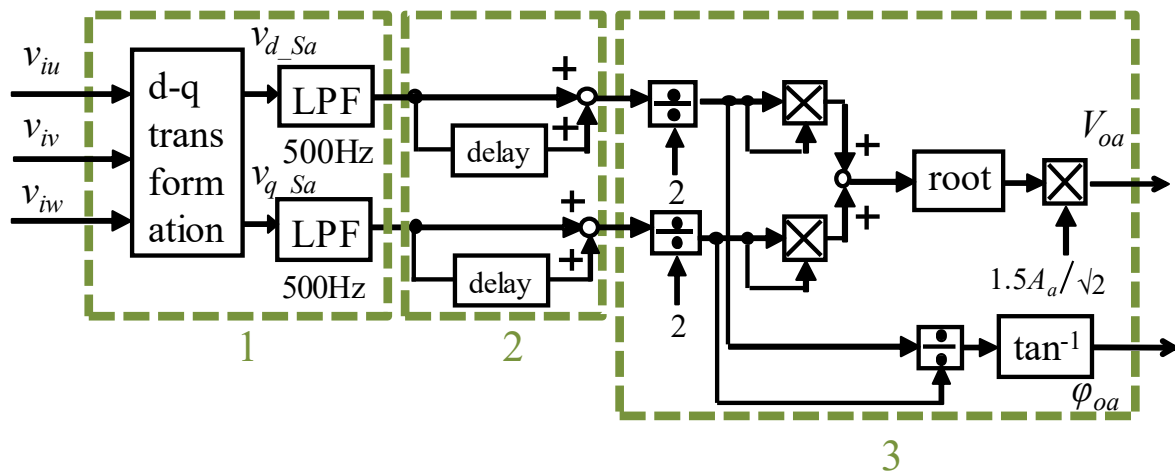 v_iu
v_iv
v_iw
d-q
trans
form
ation
v_d_Sa
LPF
500Hz
v_q_Sa
LPF
500Hz
1
+
+
delay
+
+
delay
2
÷
2
÷
2
×
×
+
+
root
×
1.5A_a/√2
V_oa
÷
tan⁻¹
φ_oa
3